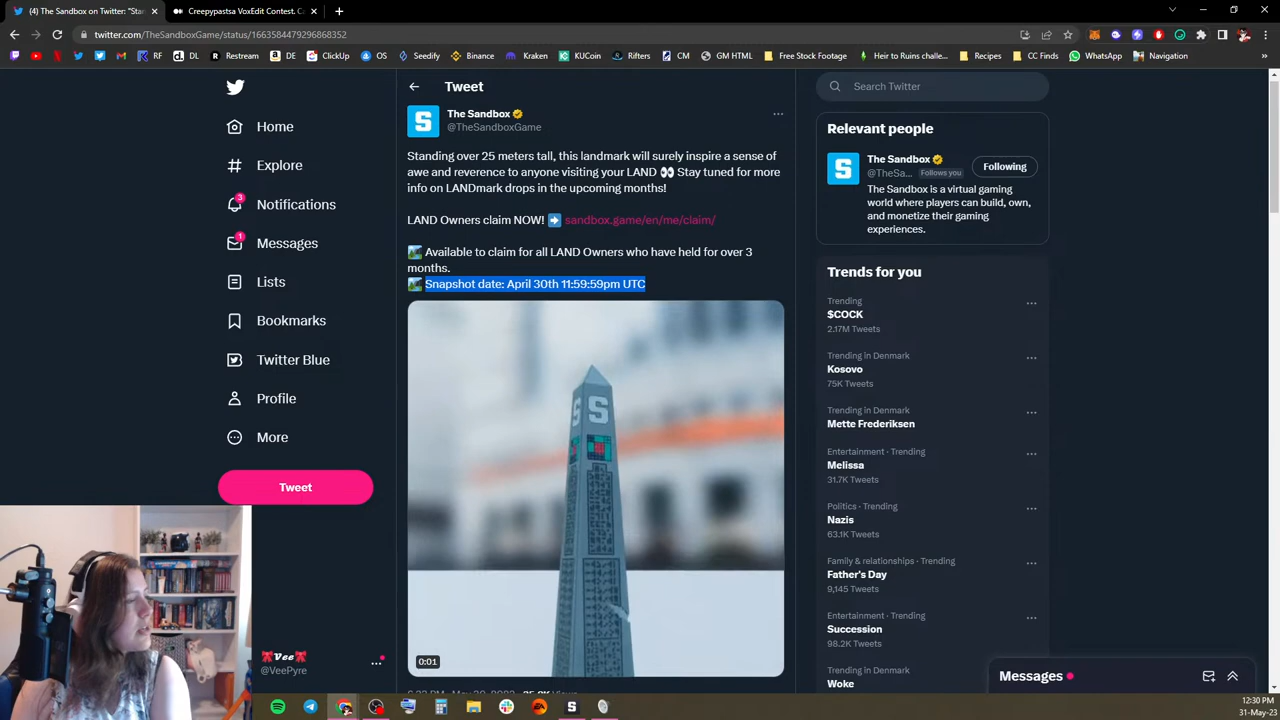 (4) The Sandbox on Twitter: "Sta
Creepypastsa VoxEdit Contest. C
twitter.com/TheSandboxGame/status/1663584479296868352
RF
DL
Restream
DE
ClickUp
OS
Seedify
Binance
Kraken
KUCoin
Rifters
CM
GM HTML
Free Stock Footage
Heir to Ruins challe...
Recipes
CC Finds
WhatsApp
Navigation
Home
Explore
3
Notifications
1
Messages
Lists
Bookmarks
Twitter Blue
Profile
More
Tweet
Vee
@VeePyre
Tweet
The Sandbox
@TheSandboxGame
Standing over 25 meters tall, this landmark will surely inspire a sense of
awe and reverence to anyone visiting your LAND 👀 Stay tuned for more
info on LANDmark drops in the upcoming months!
LAND Owners claim NOW! ➡️ sandbox.game/en/me/claim/
🏞️ Available to claim for all LAND Owners who have held for over 3
months.
🏞️ Snapshot date: April 30th 11:59:59pm UTC
S
S
0:01
Search Twitter
Relevant people
The Sandbox
@TheSa...
Follows you
Following
The Sandbox is a virtual gaming
world where players can build, own,
and monetize their gaming
experiences.
Trends for you
Trending
$COCK
2.17M Tweets
Trending in Denmark
Kosovo
75K Tweets
Trending in Denmark
Mette Frederiksen
Entertainment · Trending
Melissa
31.7K Tweets
Politics · Trending
Nazis
63.1K Tweets
Family & relationships · Trending
Father's Day
9,145 Tweets
Entertainment · Trending
Succession
98.2K Tweets
Trending in Denmark
Woke
Messages
12:30 PM
31-May-23